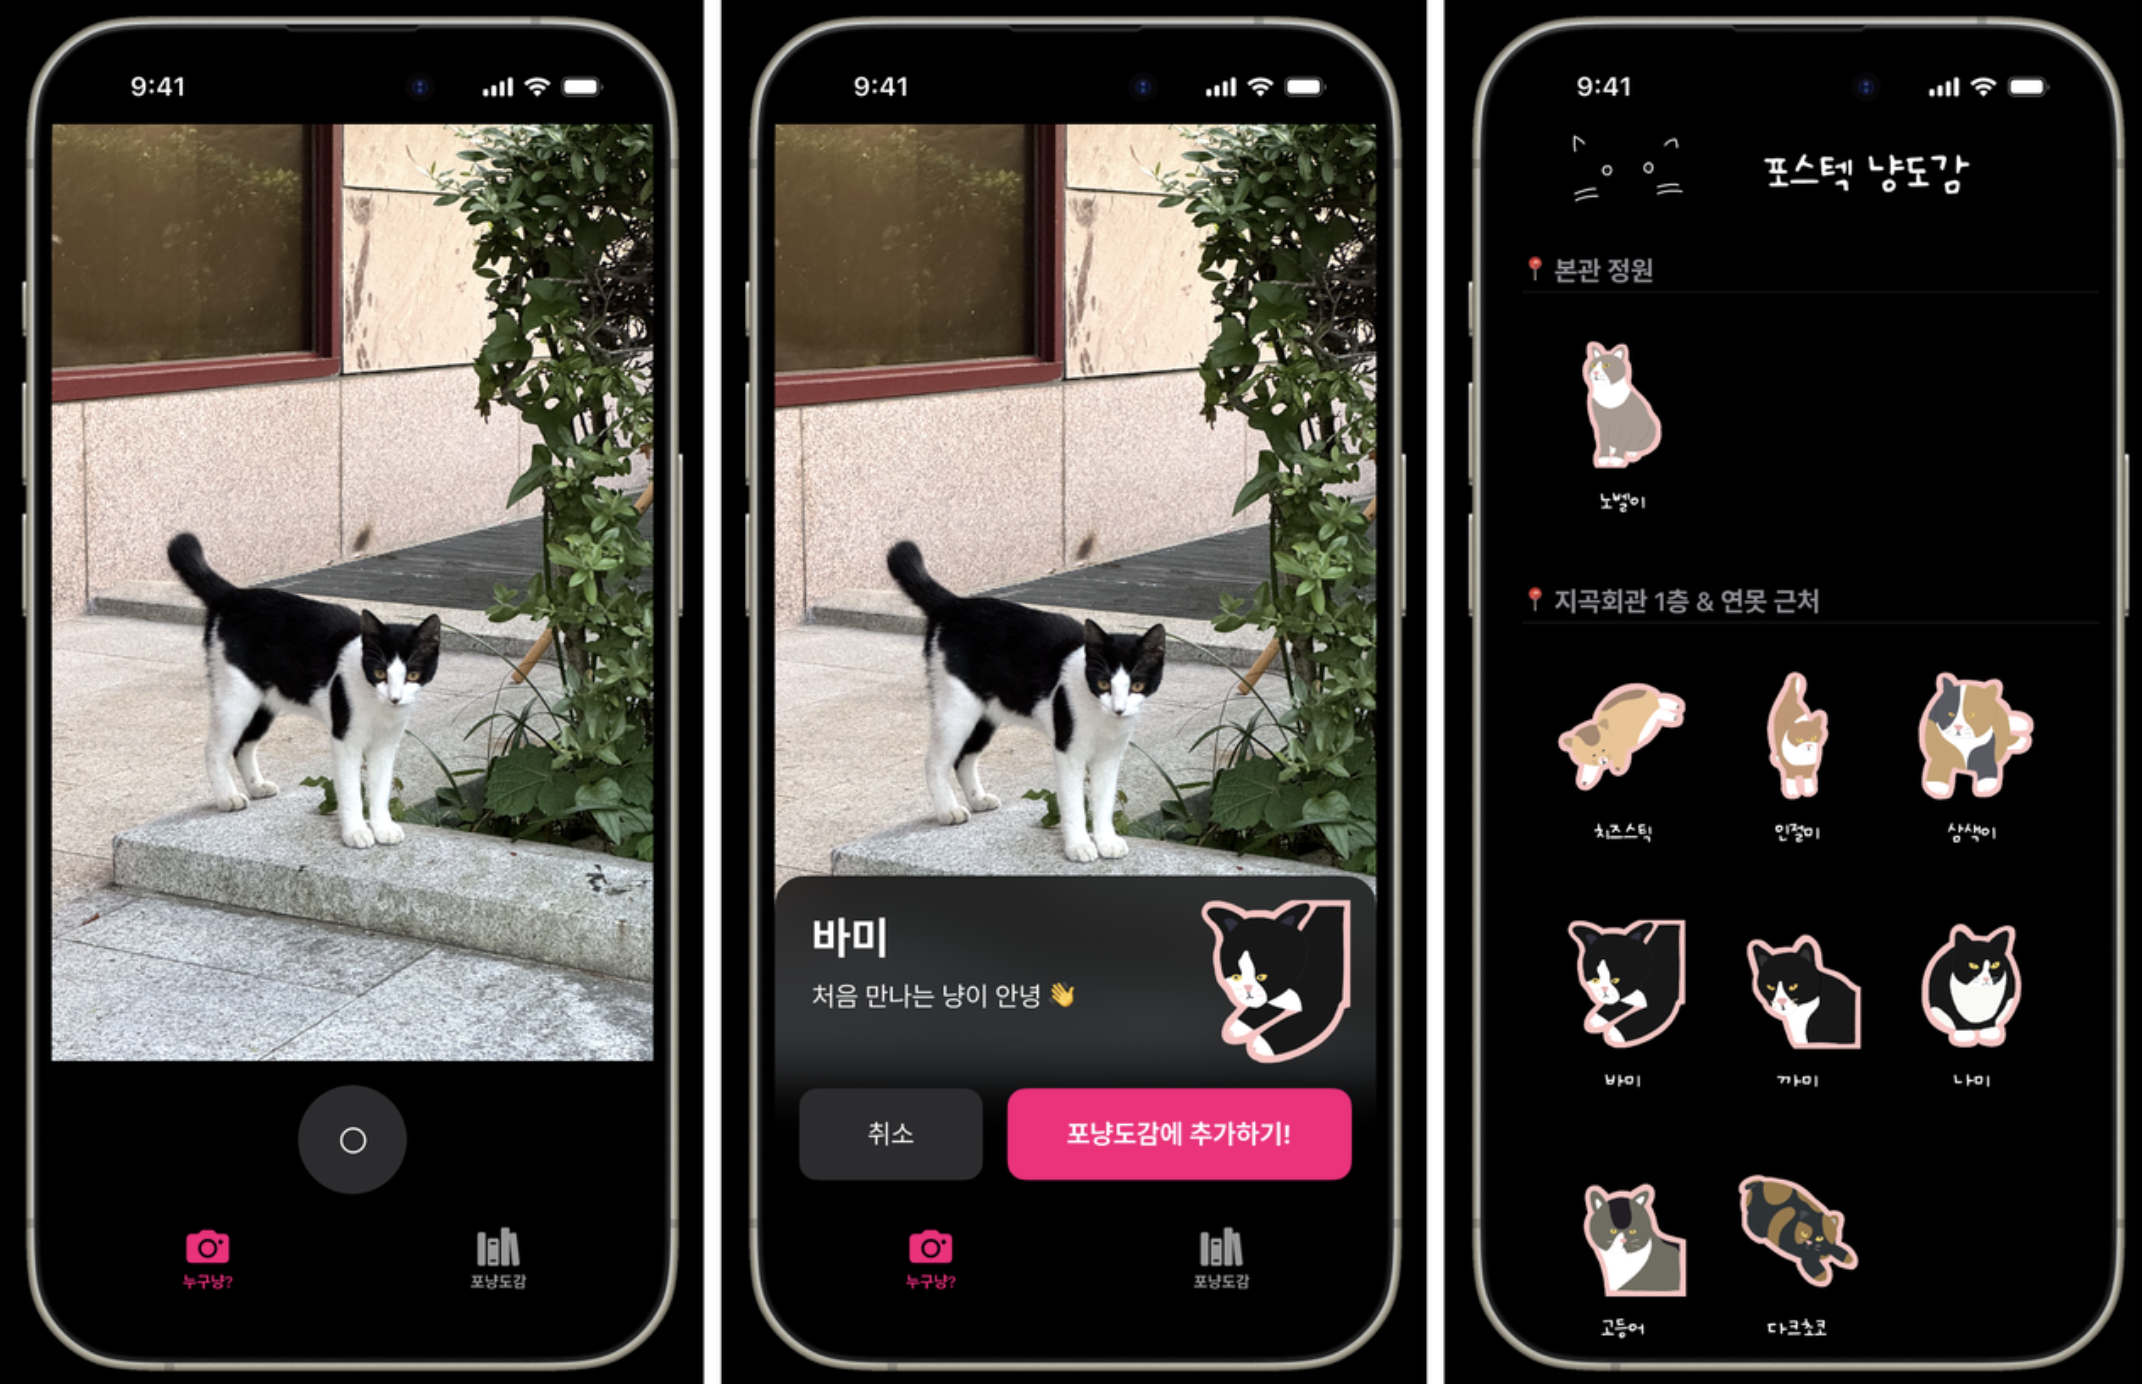 9:41
누구냥?
포냥도감
9:41
바미
처음 만나는 냥이 안녕 👋
취소
포냥도감에 추가하기!
누구냥?
포냥도감
9:41
포스텍 냥도감
📍 본관 정원
노벨이
📍 지곡회관 1층 & 연못 근처
치즈스틱
인절미
삼색이
바미
까미
나미
고등어
다크초코